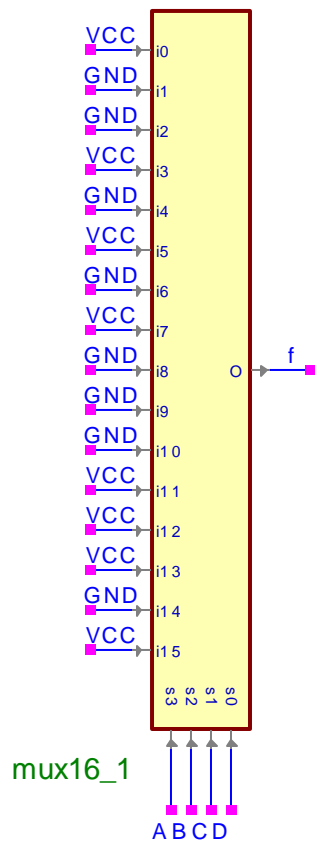 VCC
i0
GND
i1
GND
i2
VCC
i3
GND
i4
VCC
i5
GND
i6
VCC
i7
GND
i8
O
f
GND
i9
GND
i10
VCC
i11
VCC
i12
VCC
i13
GND
i14
VCC
i15
s3 s2 s1 s0
mux16_1
A B C D